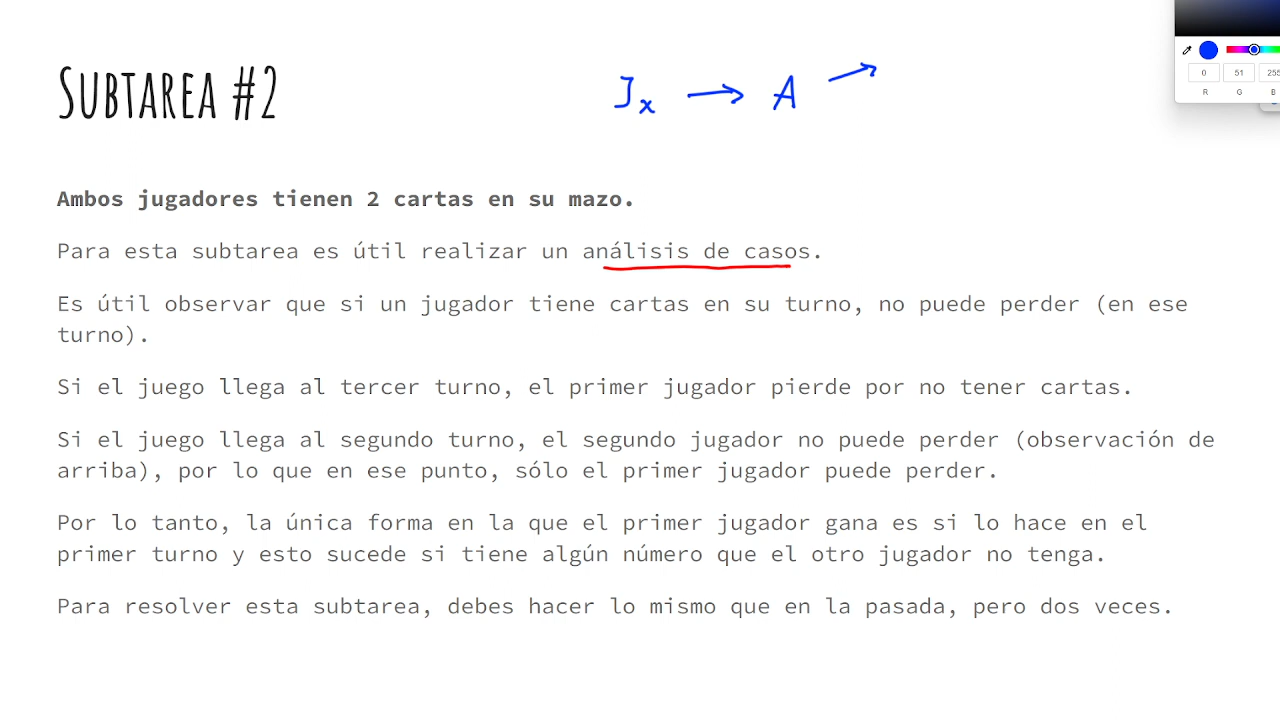 SUBTAREA #2
Jx → A →
Ambos jugadores tienen 2 cartas en su mazo.
Para esta subtarea es útil realizar un análisis de casos.
Es útil observar que si un jugador tiene cartas en su turno, no puede perder (en ese
turno).
Si el juego llega al tercer turno, el primer jugador pierde por no tener cartas.
Si el juego llega al segundo turno, el segundo jugador no puede perder (observación de
arriba), por lo que en ese punto, sólo el primer jugador puede perder.
Por lo tanto, la única forma en la que el primer jugador gana es si lo hace en el
primer turno y esto sucede si tiene algún número que el otro jugador no tenga.
Para resolver esta subtarea, debes hacer lo mismo que en la pasada, pero dos veces.
0 51 255
R G B